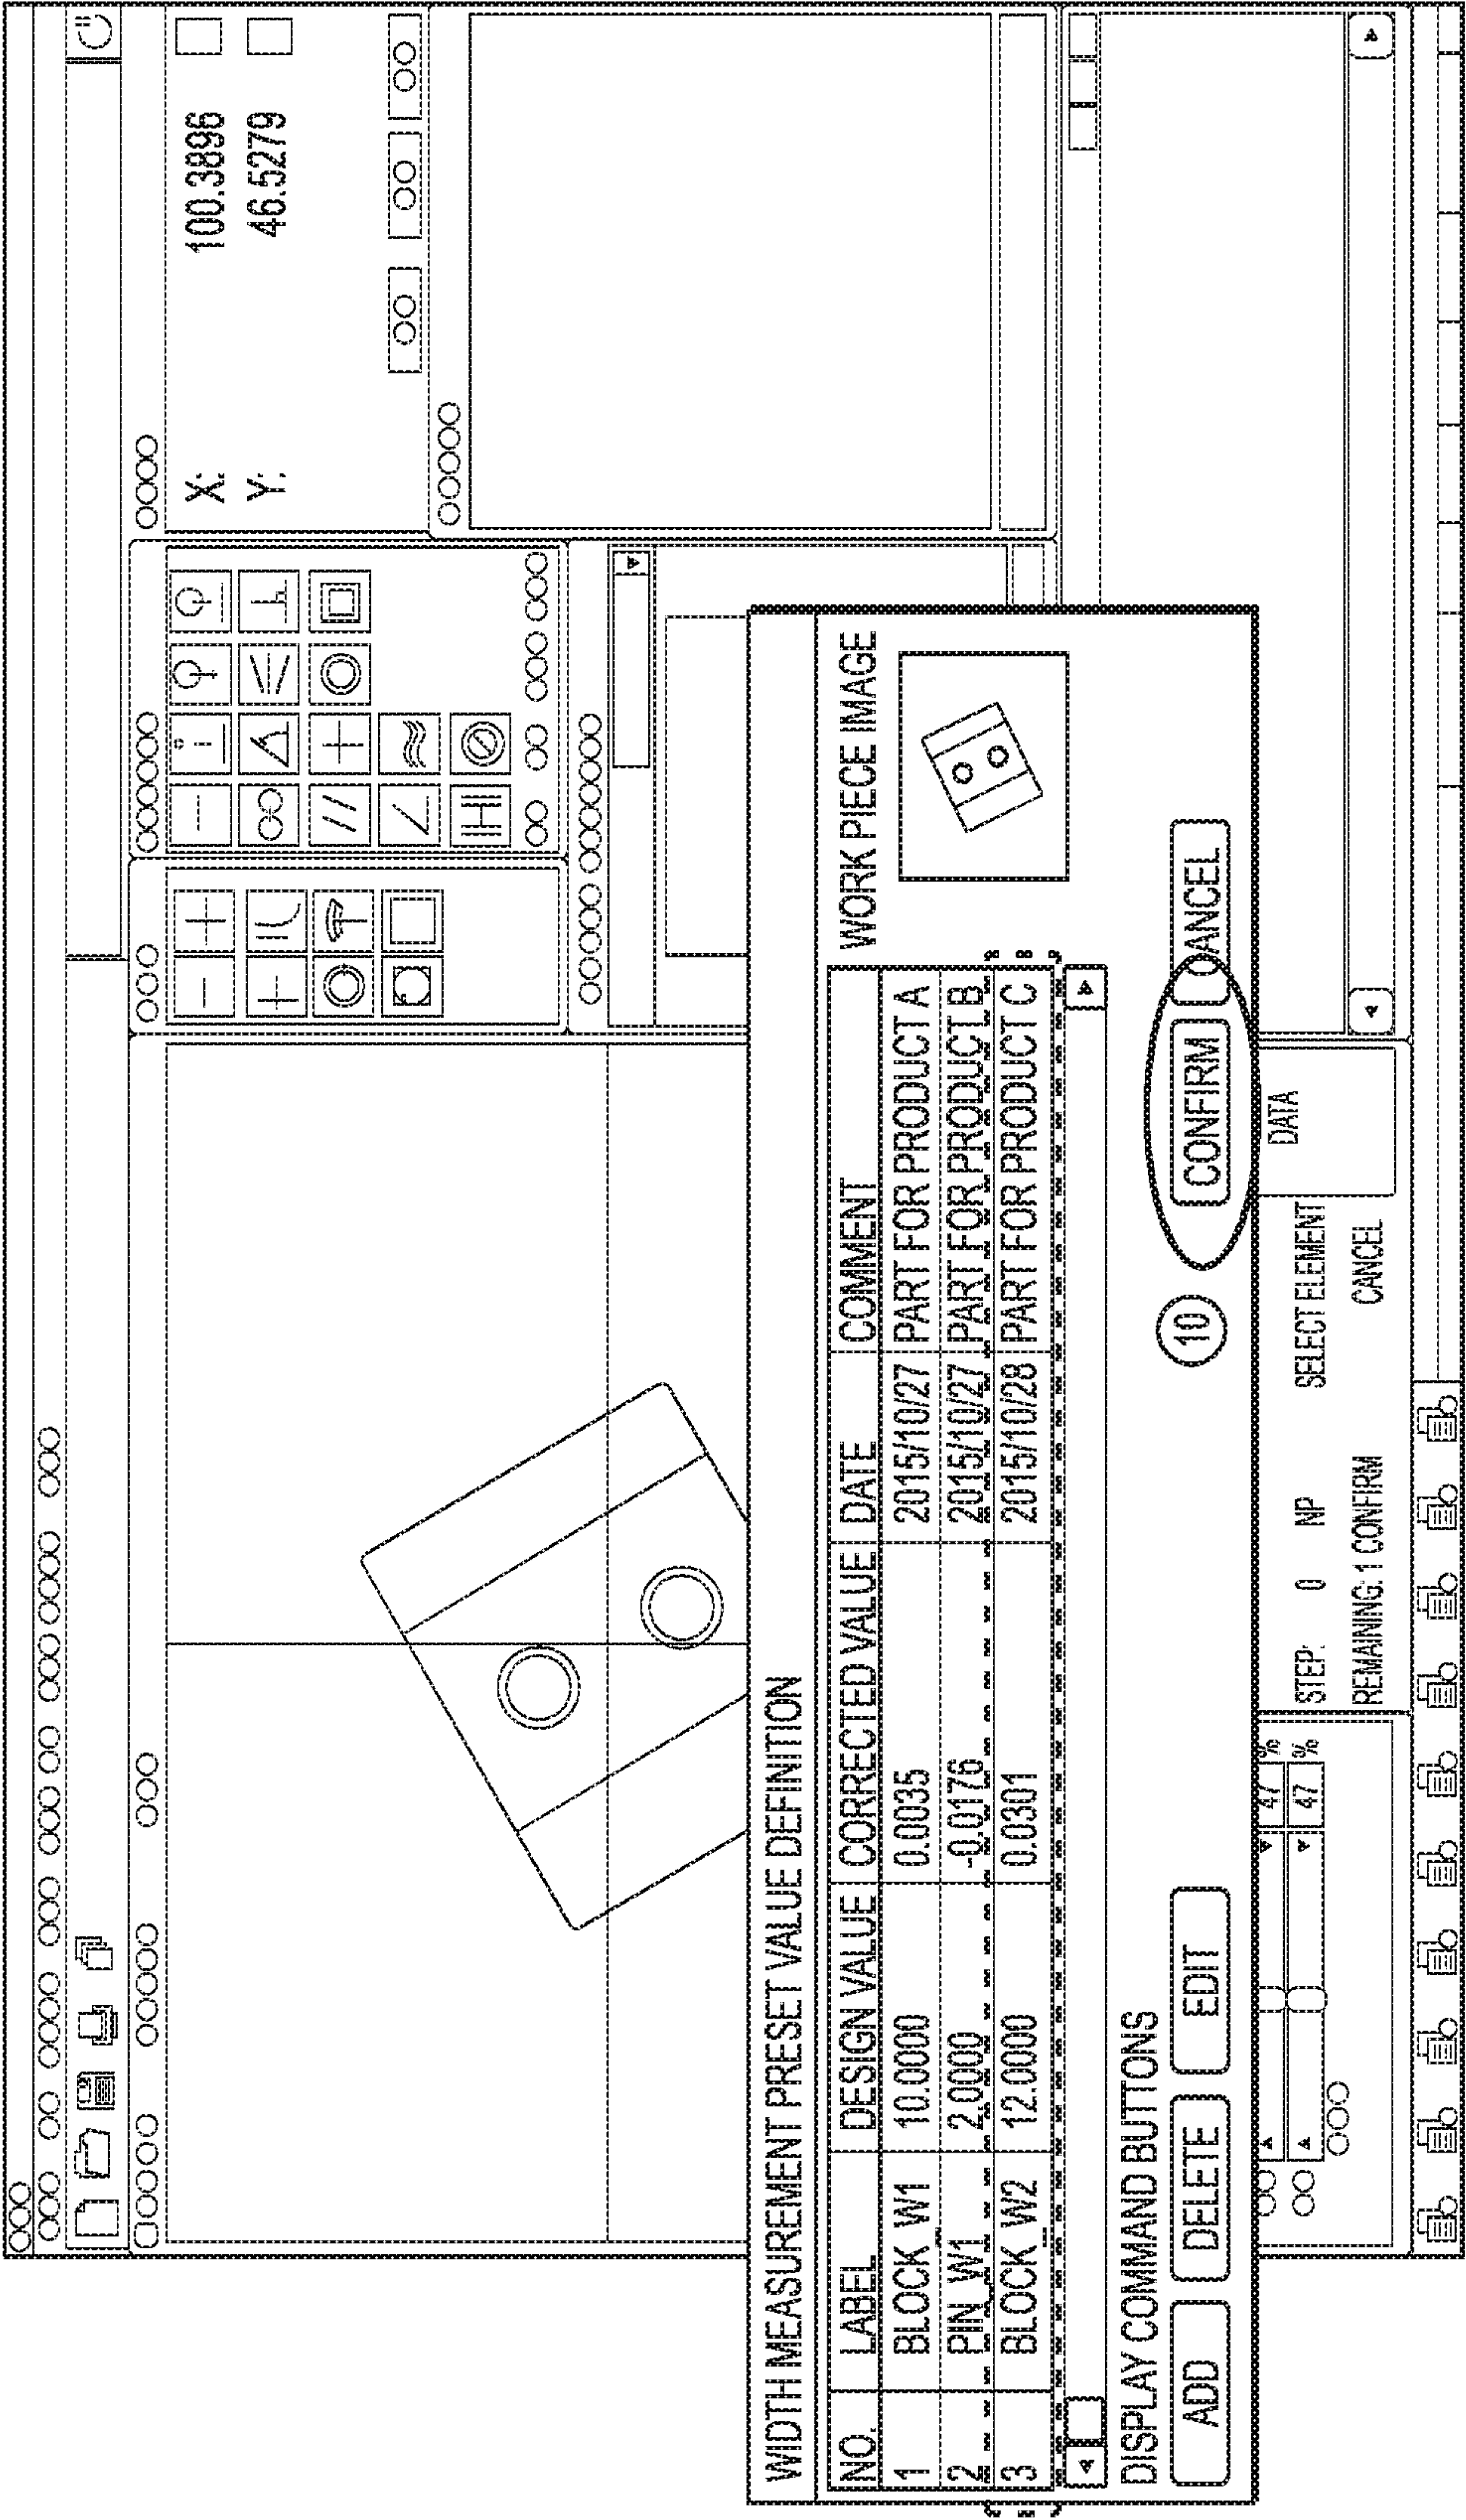 X: 100.3896
Y: 46.5279
WIDTH MEASUREMENT PRESET VALUE DEFINITION
NO. LABEL DESIGN VALUE CORRECTED VALUE DATE COMMENT
1 BLOCK_W1 10.0000 0.0035 2015/10/27 PART FOR PRODUCT A
2 PIN_W1 2.0000 -0.0176 2015/10/27 PART FOR PRODUCT B
3 BLOCK_W2 12.0000 0.0301 2015/10/28 PART FOR PRODUCT C
WORK PIECE IMAGE
DISPLAY COMMAND BUTTONS
ADD DELETE EDIT 10 CONFIRM CANCEL
47 %
47 %
DATA
STEP: 0 NP SELECT ELEMENT
REMAINING: 1 CONFIRM CANCEL